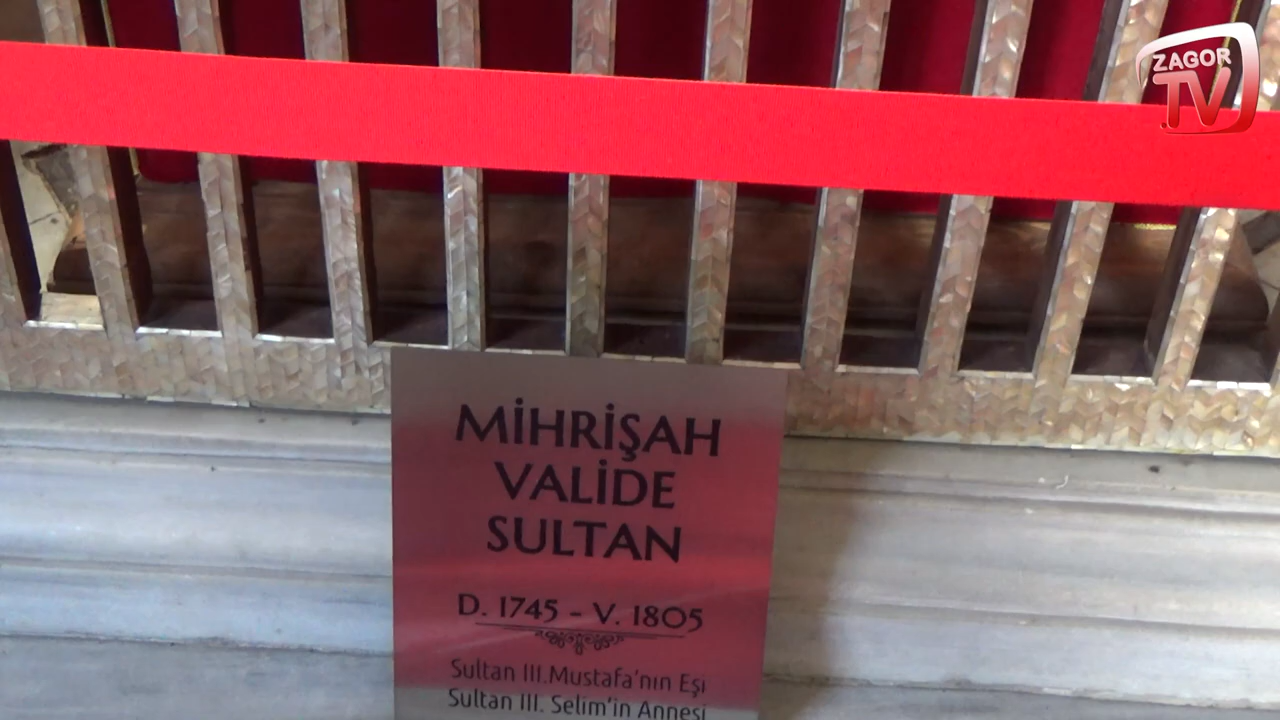 ZAGOR
TV
MİHRİŞAH
VALİDE
SULTAN
D. 1745 - V. 1805
Sultan III.Mustafa'nın Eşi
Sultan III. Selim'in Annesi